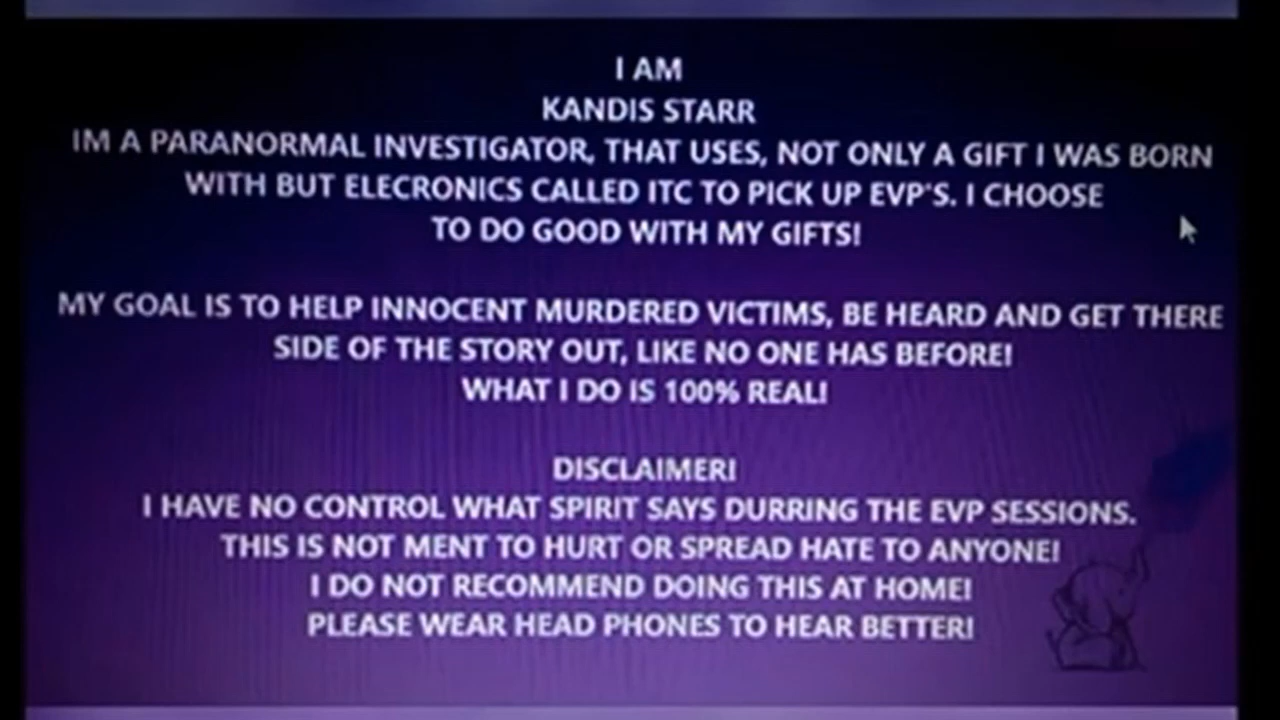 I AM
KANDIS STARR
IM A PARANORMAL INVESTIGATOR, THAT USES, NOT ONLY A GIFT I WAS BORN
WITH BUT ELECRONICS CALLED ITC TO PICK UP EVP'S. I CHOOSE
TO DO GOOD WITH MY GIFTS!
MY GOAL IS TO HELP INNOCENT MURDERED VICTIMS, BE HEARD AND GET THERE
SIDE OF THE STORY OUT, LIKE NO ONE HAS BEFORE!
WHAT I DO IS 100% REAL!
DISCLAIMER!
I HAVE NO CONTROL WHAT SPIRIT SAYS DURRING THE EVP SESSIONS.
THIS IS NOT MENT TO HURT OR SPREAD HATE TO ANYONE!
I DO NOT RECOMMEND DOING THIS AT HOME!
PLEASE WEAR HEAD PHONES TO HEAR BETTER!